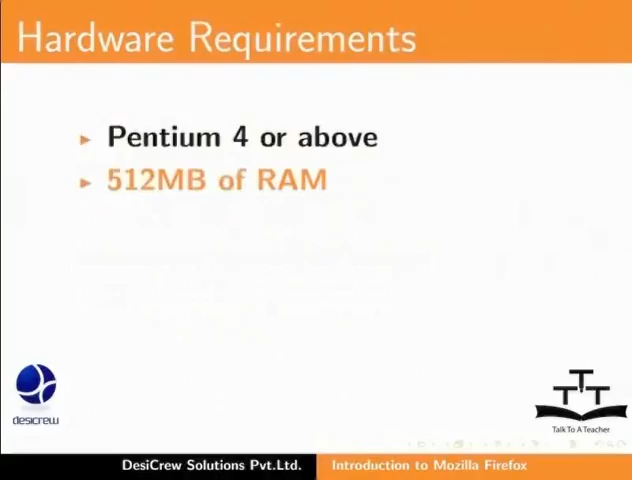 Hardware Requirements
Pentium 4 or above
512MB of RAM
desicrew
TTT
Talk To A Teacher
DesiCrew Solutions Pvt.Ltd. Introduction to Mozilla Firefox